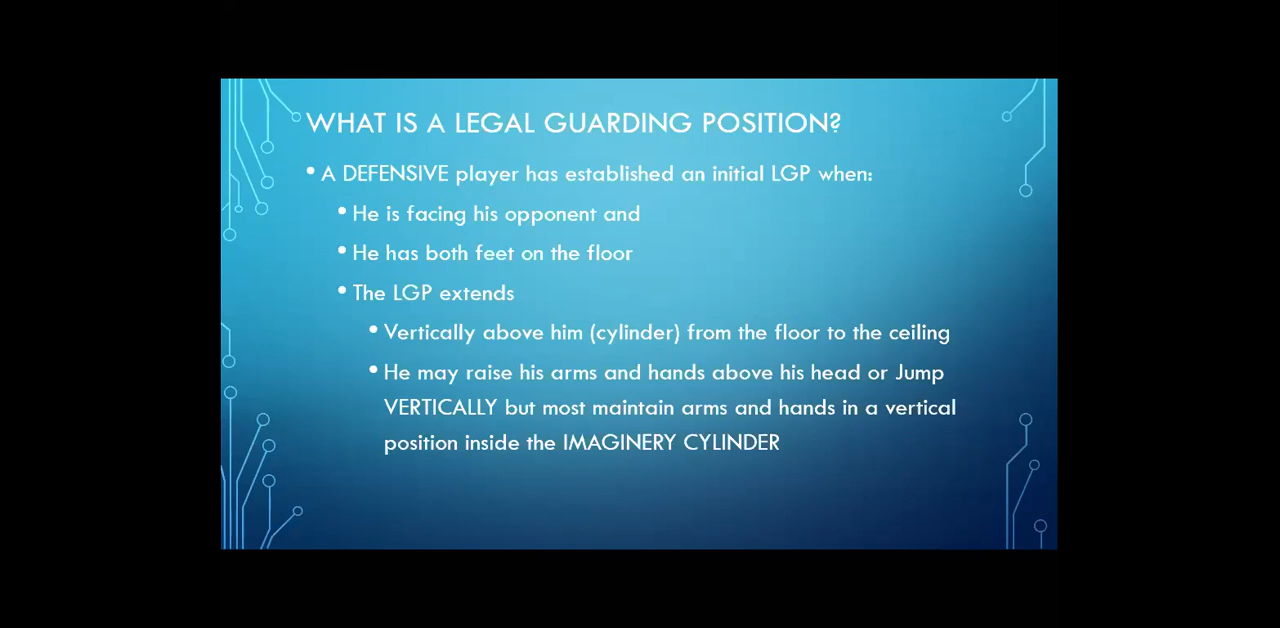 WHAT IS A LEGAL GUARDING POSITION?
• A DEFENSIVE player has established an initial LGP when:
• He is facing his opponent and
• He has both feet on the floor
• The LGP extends
• Vertically above him (cylinder) from the floor to the ceiling
• He may raise his arms and hands above his head or Jump
VERTICALLY but most maintain arms and hands in a vertical
position inside the IMAGINERY CYLINDER